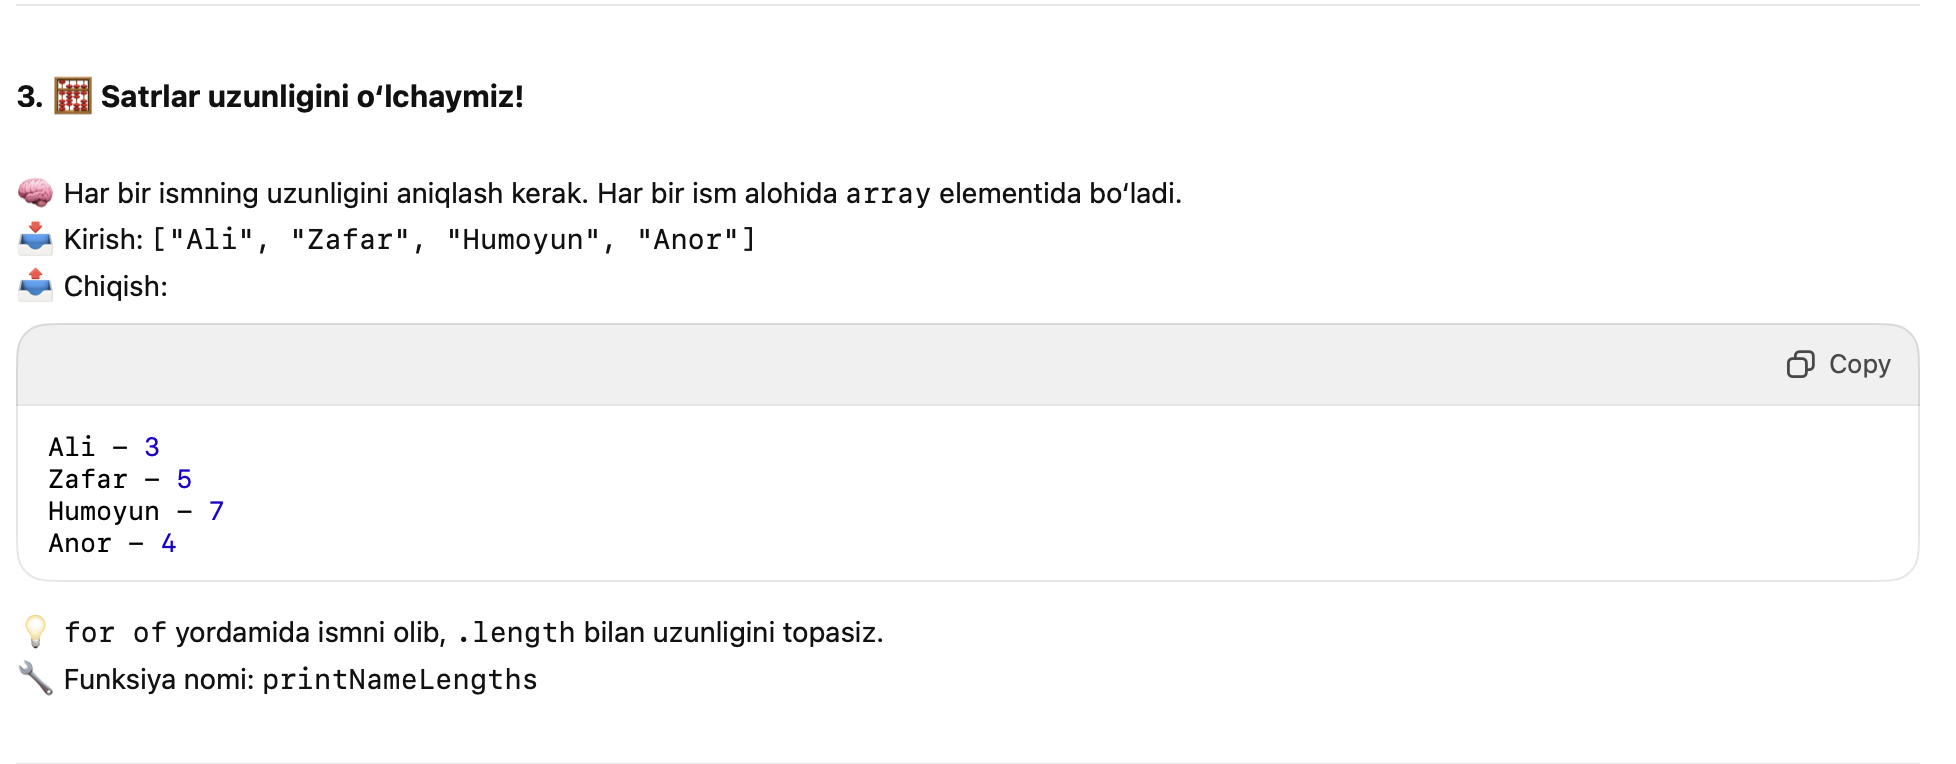 3. 🧮 Satrlar uzunligini o‘lchaymiz!
🧠 Har bir ismning uzunligini aniqlash kerak. Har bir ism alohida array elementida bo‘ladi.
📥 Kirish: ["Ali", "Zafar", "Humoyun", "Anor"]
📤 Chiqish:
Copy
Ali – 3
Zafar – 5
Humoyun – 7
Anor – 4
💡 for of yordamida ismni olib, .length bilan uzunligini topasiz.
🔧 Funksiya nomi: printNameLengths